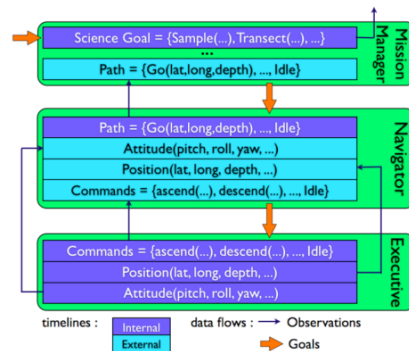 Science Goal = {Sample(...), Transect(...), ...}
...
Path = {Go(lat,long,depth), ..., Idle}
Mission
Manager
Path = {Go(lat,long,depth), ..., Idle}
Attitude(pitch, roll, yaw, ...)
Position(lat, long, depth, ...)
Commands = {ascend(...), descend(...), ..., Idle}
Navigator
Commands = {ascend(...), descend(...), ..., Idle}
Position(lat, long, depth, ...)
Attitude(pitch, roll, yaw, ...)
Executive
timelines :
Internal
External
data flows :
Observations
Goals